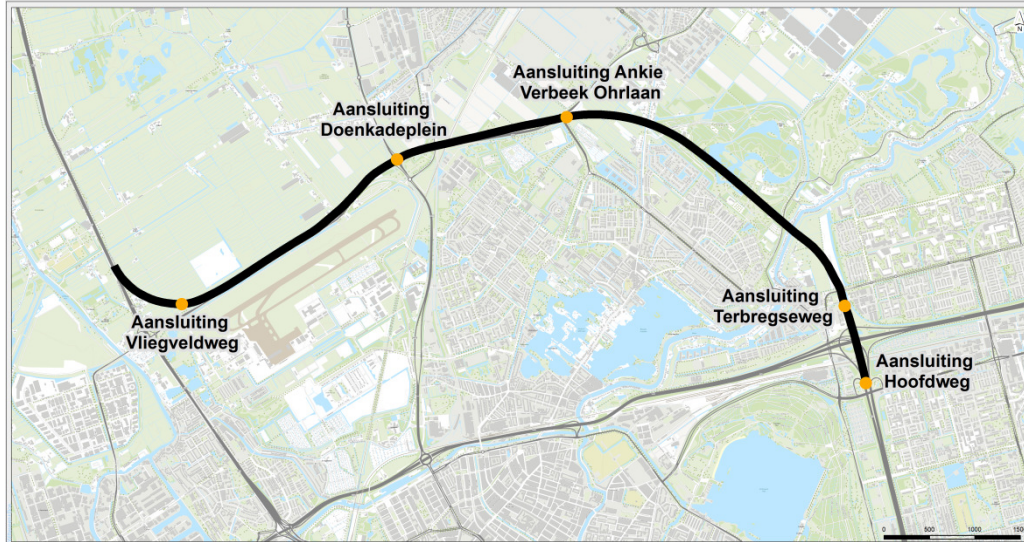 N
Aansluiting Ankie
Verbeek Ohrlaan
Aansluiting
Doenkadeplein
Aansluiting
Vliegveldweg
Aansluiting
Terbregseweg
Aansluiting
Hoofdweg
0 500 1000